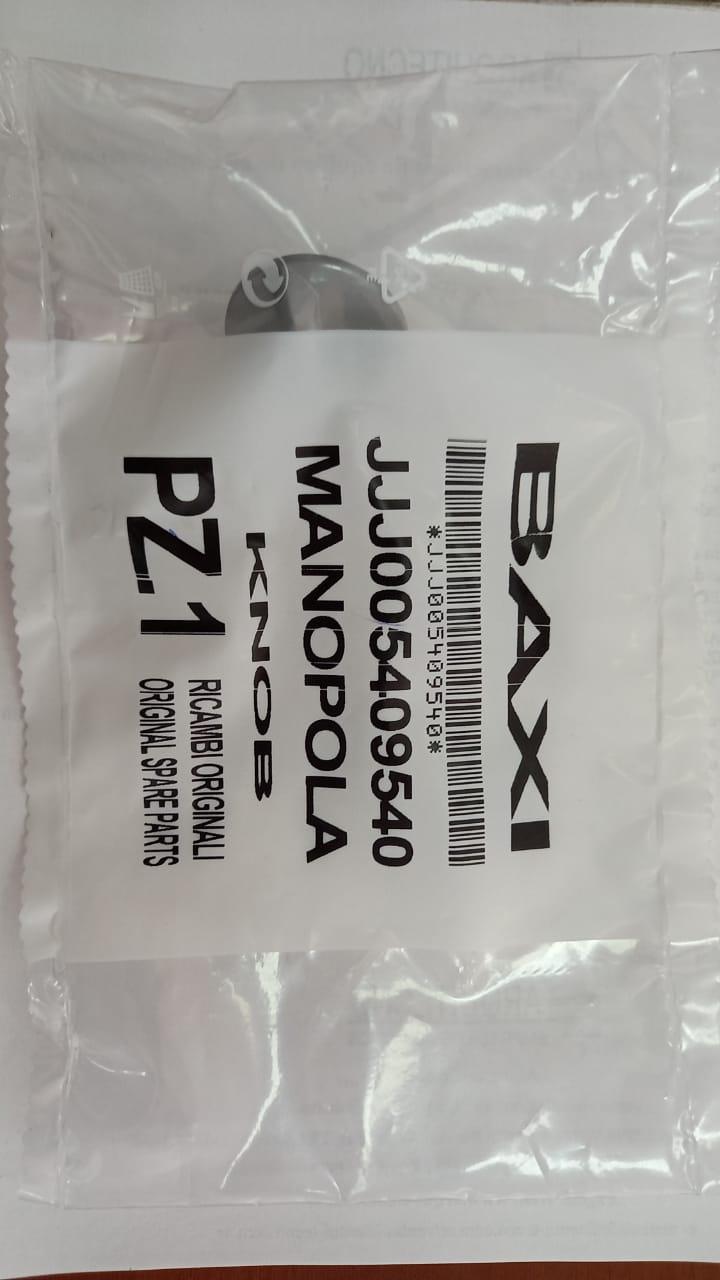 BAXI
*JJJ005409540*
JJJ005409540
MANOPOLA
KNOB
PZ.1
RICAMBI ORIGINALI
ORIGINAL SPARE PARTS